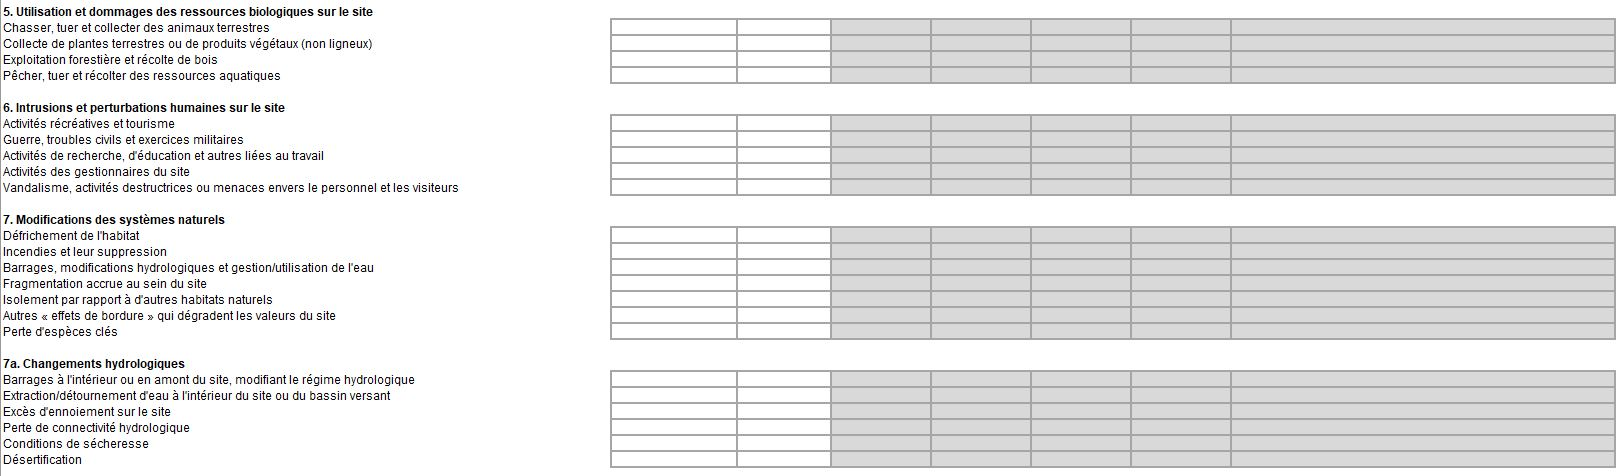 5. Utilisation et dommages des ressources biologiques sur le site
Chasser, tuer et collecter des animaux terrestres
Collecte de plantes terrestres ou de produits végétaux (non ligneux)
Exploitation forestière et récolte de bois
Pêcher, tuer et récolter des ressources aquatiques
6. Intrusions et perturbations humaines sur le site
Activités récréatives et tourisme
Guerre, troubles civils et exercices militaires
Activités de recherche, d'éducation et autres liées au travail
Activités des gestionnaires du site
Vandalisme, activités destructrices ou menaces envers le personnel et les visiteurs
7. Modifications des systèmes naturels
Défrichement de l'habitat
Incendies et leur suppression
Barrages, modifications hydrologiques et gestion/utilisation de l'eau
Fragmentation accrue au sein du site
Isolement par rapport à d'autres habitats naturels
Autres « effets de bordure » qui dégradent les valeurs du site
Perte d'espèces clés
7a. Changements hydrologiques
Barrages à l'intérieur ou en amont du site, modifiant le régime hydrologique
Extraction/détournement d'eau à l'intérieur du site ou du bassin versant
Excès d'ennoiement sur le site
Perte de connectivité hydrologique
Conditions de sécheresse
Désertification